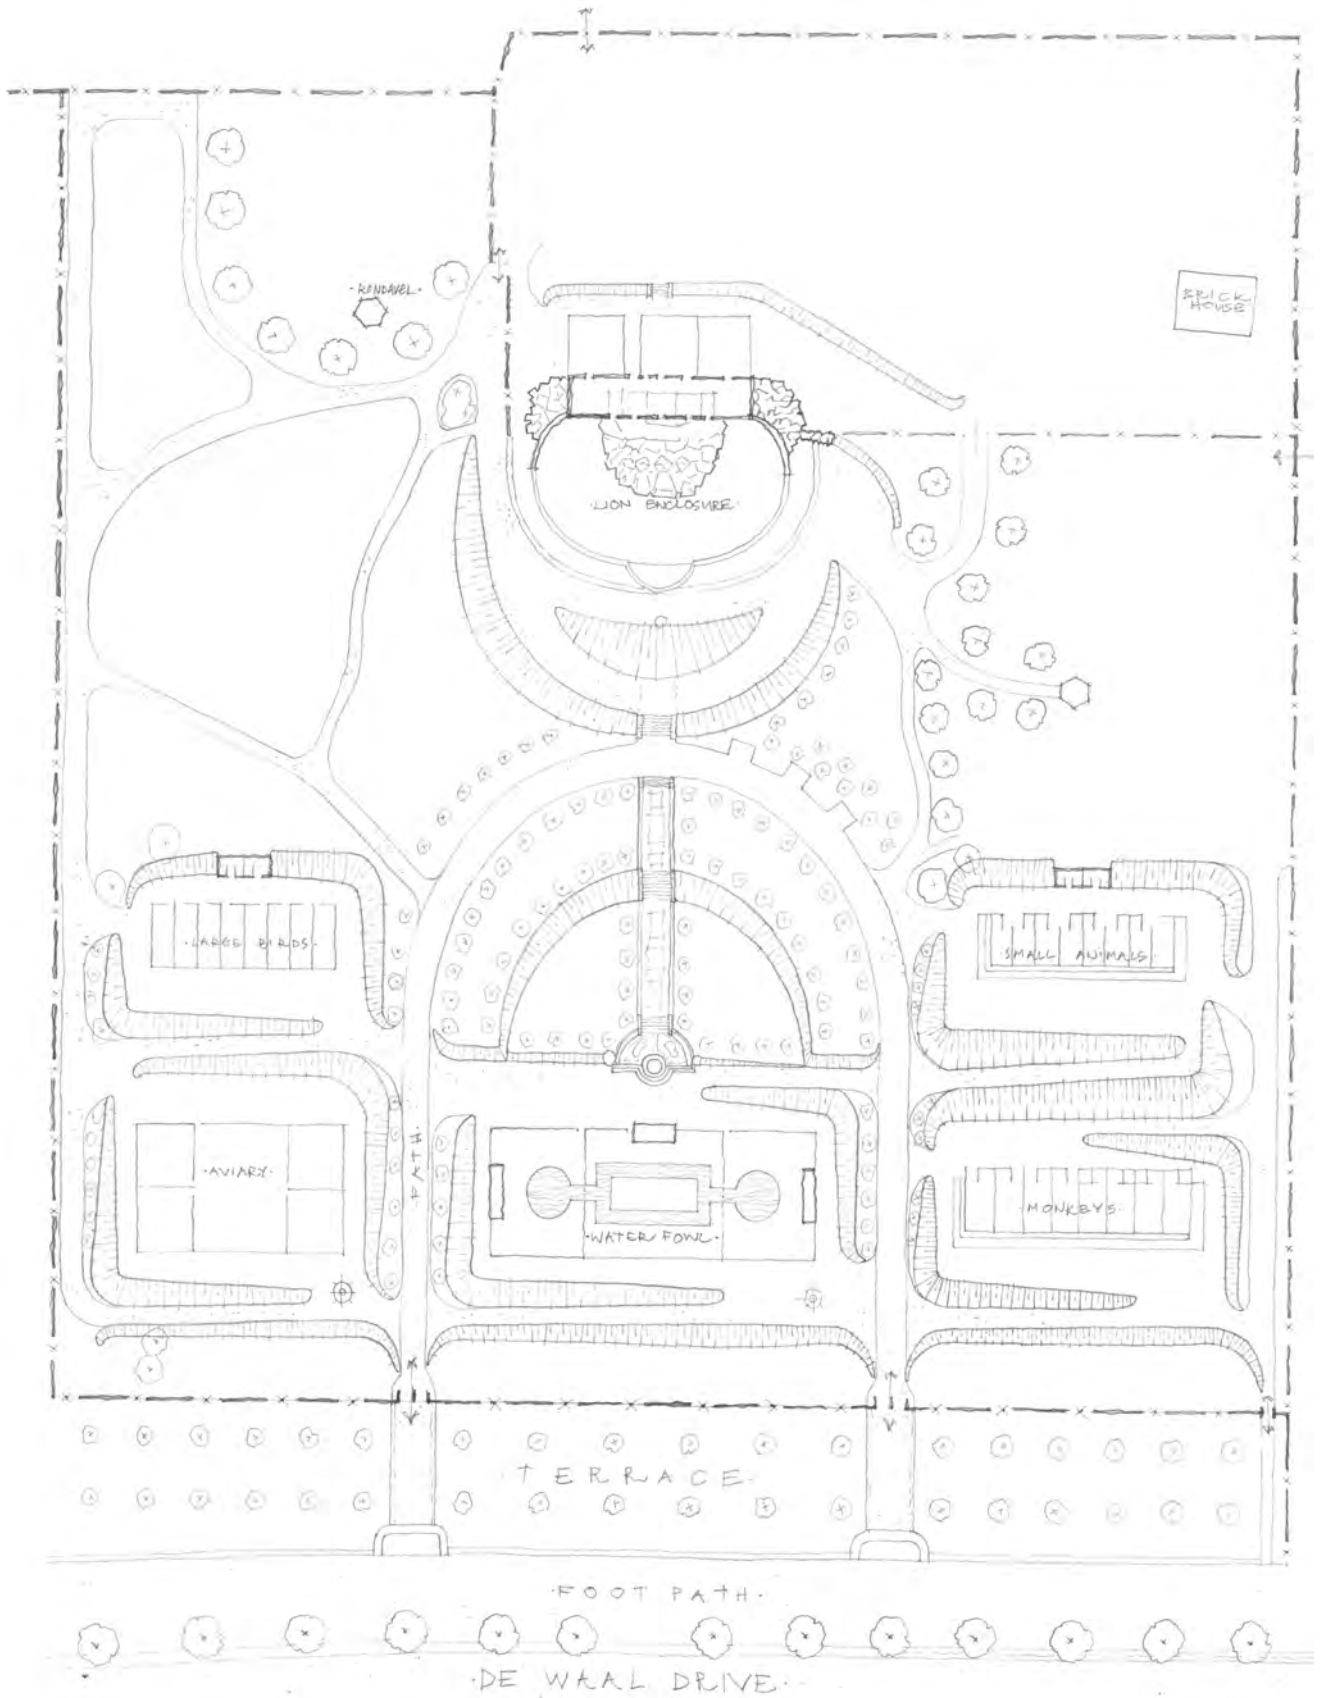 ·RONDAVEL·
BRICK
HOUSE
·LION ENCLOSURE·
·LARGE BIRDS·
·SMALL ANIMALS·
·PATH·
·AVIARY·
·MONKEYS·
·WATER FOWL·
TERRACE·
·FOOT PATH·
·DE WAAL DRIVE·